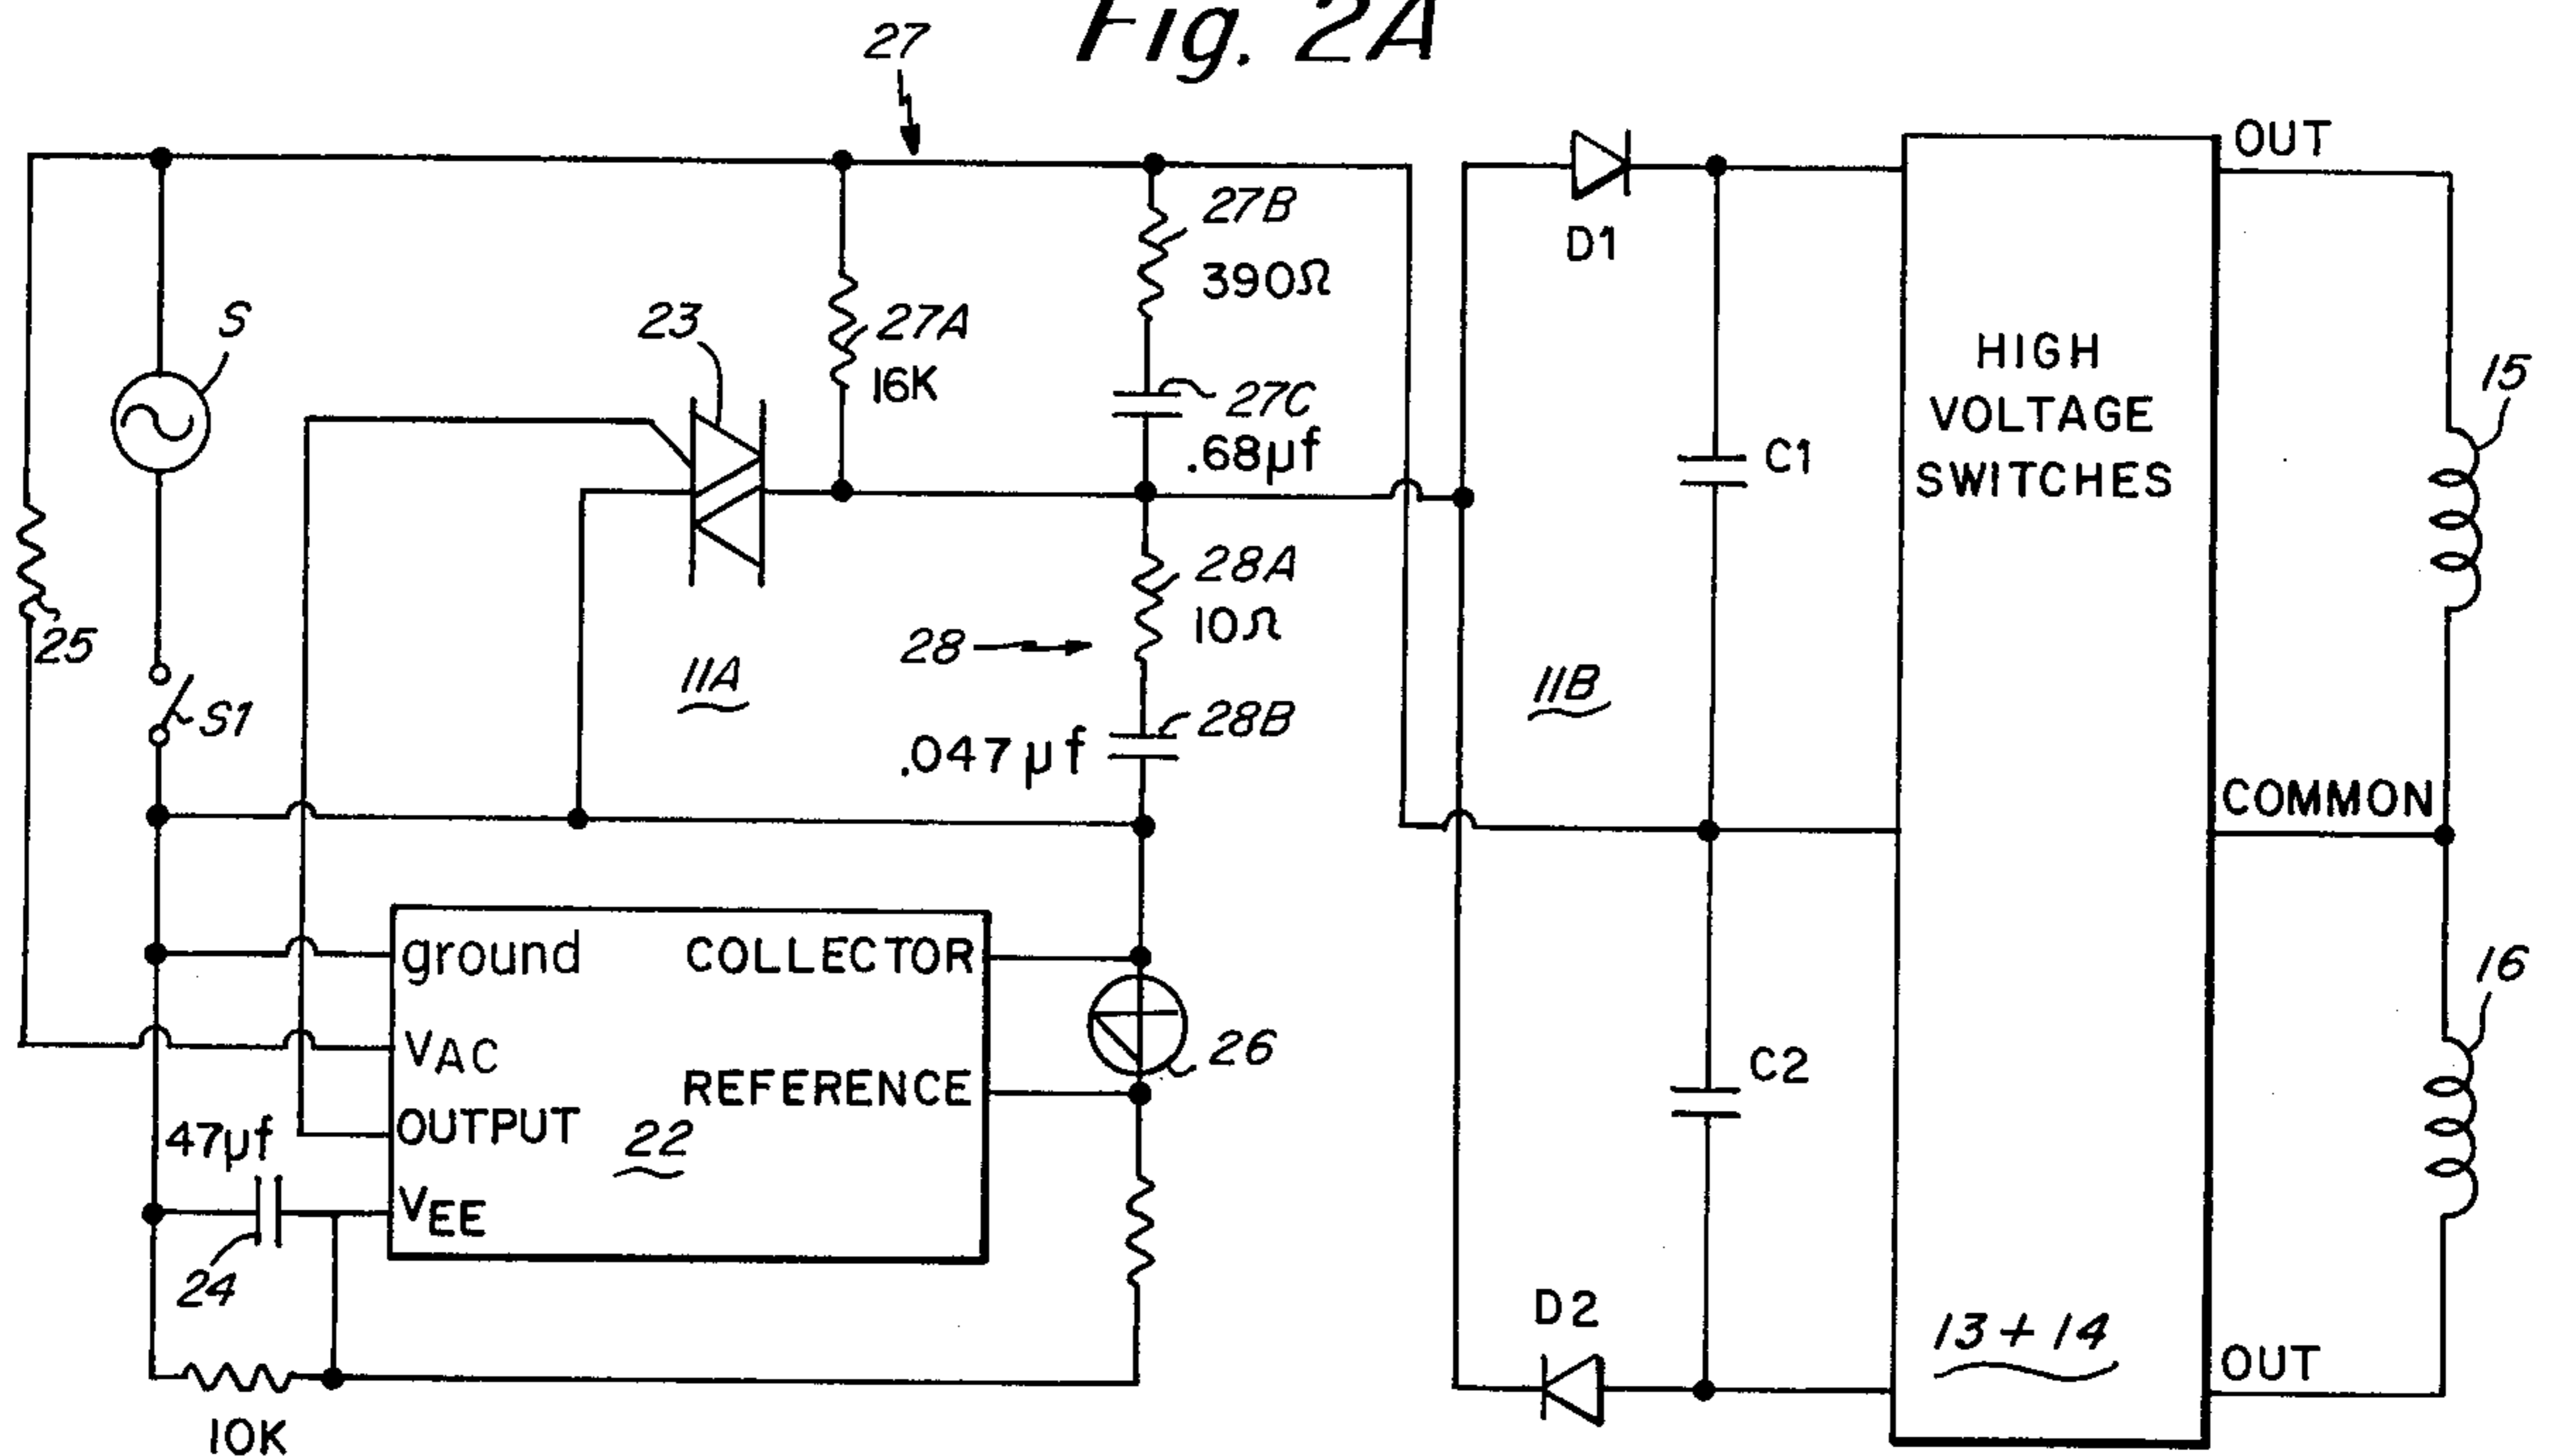 Fig. 2A
27
OUT
27B
390Ω
D1
S
23
27A
16K
27C
.68µf
C1
HIGH
VOLTAGE
SWITCHES
15
28A
10Ω
25
28
11A
11B
S1
28B
.047µf
COMMON
ground
COLLECTOR
VAC
REFERENCE
26
C2
16
47µf
OUTPUT
22
VEE
24
D2
13+14
OUT
10K